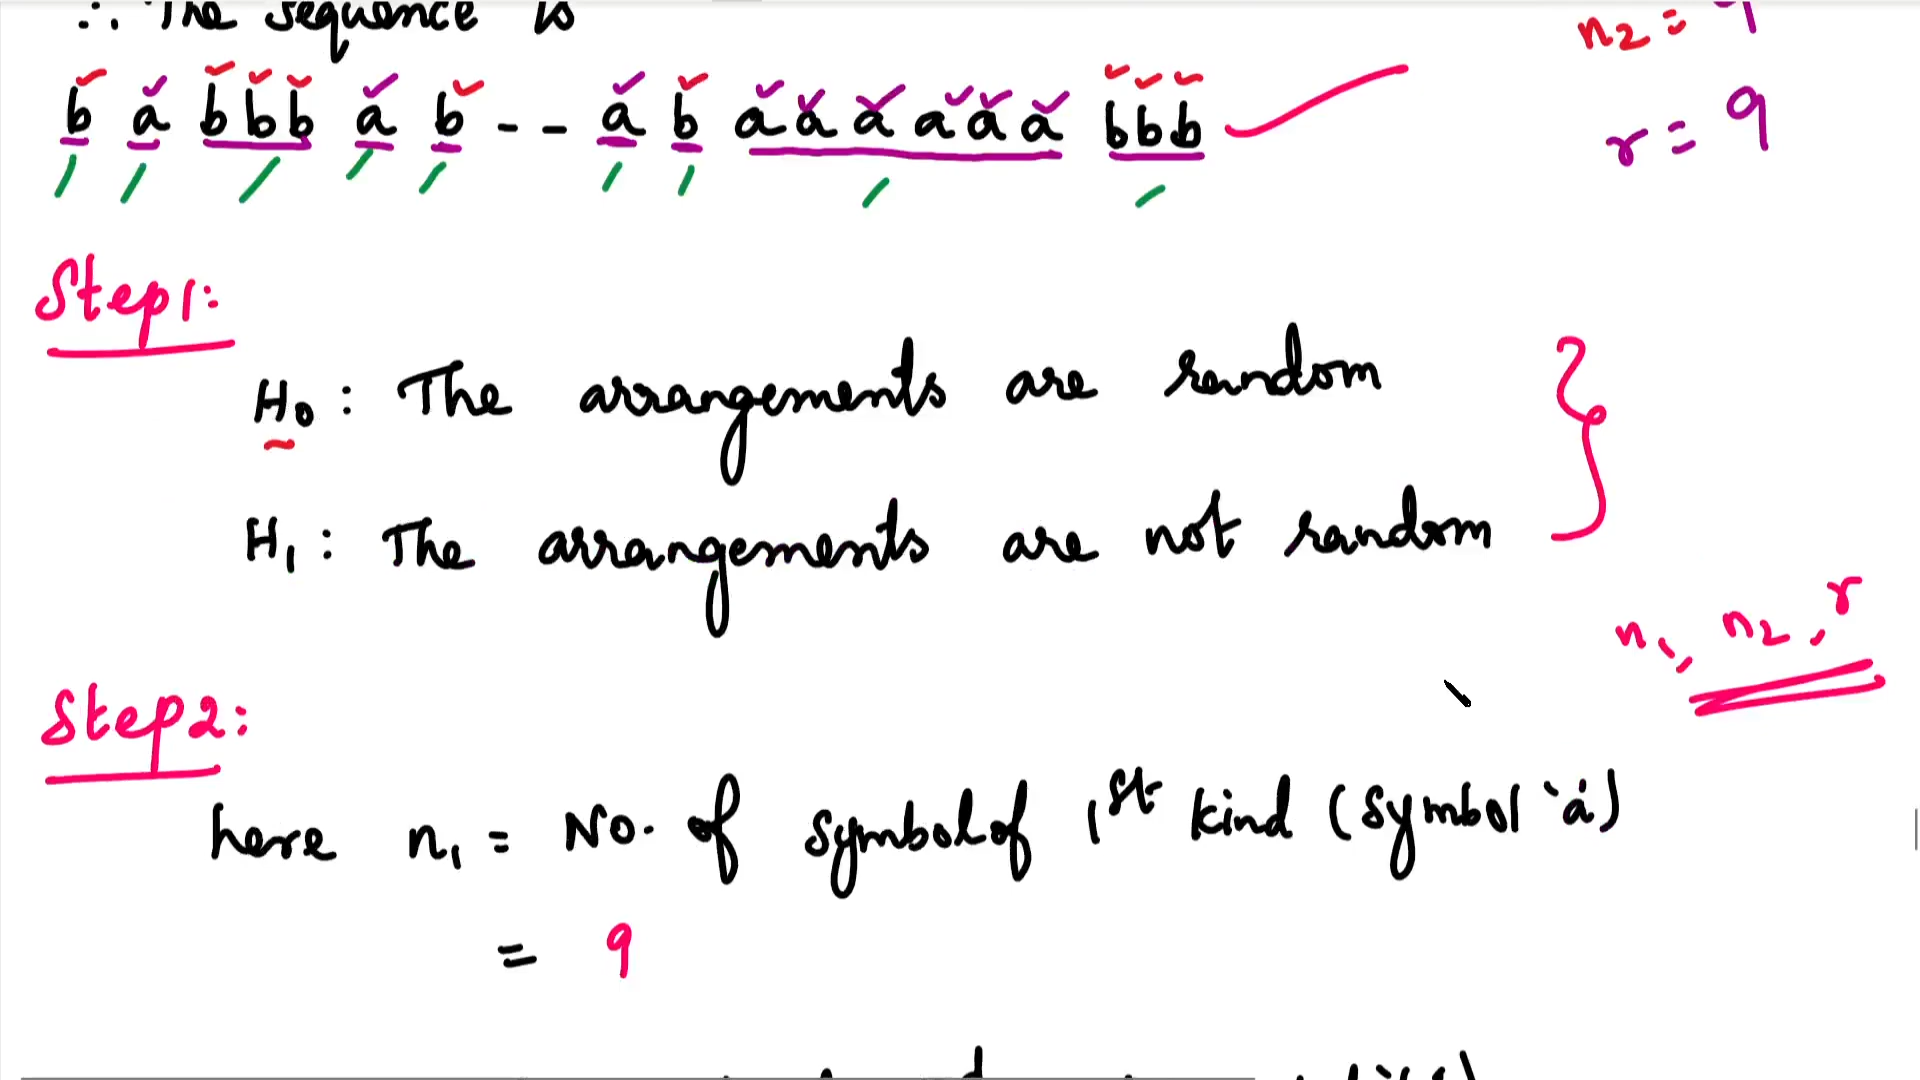 ∴ The sequence is
n2 = 9
b a bbb a b - - a b a a a a a a bbb
r = 9
Step1:
H0 : The arrangements are random
H1 : The arrangements are not random
n1, n2, r
Step2:
here n1 = No. of symbol of 1st kind (symbol 'a')
= 9